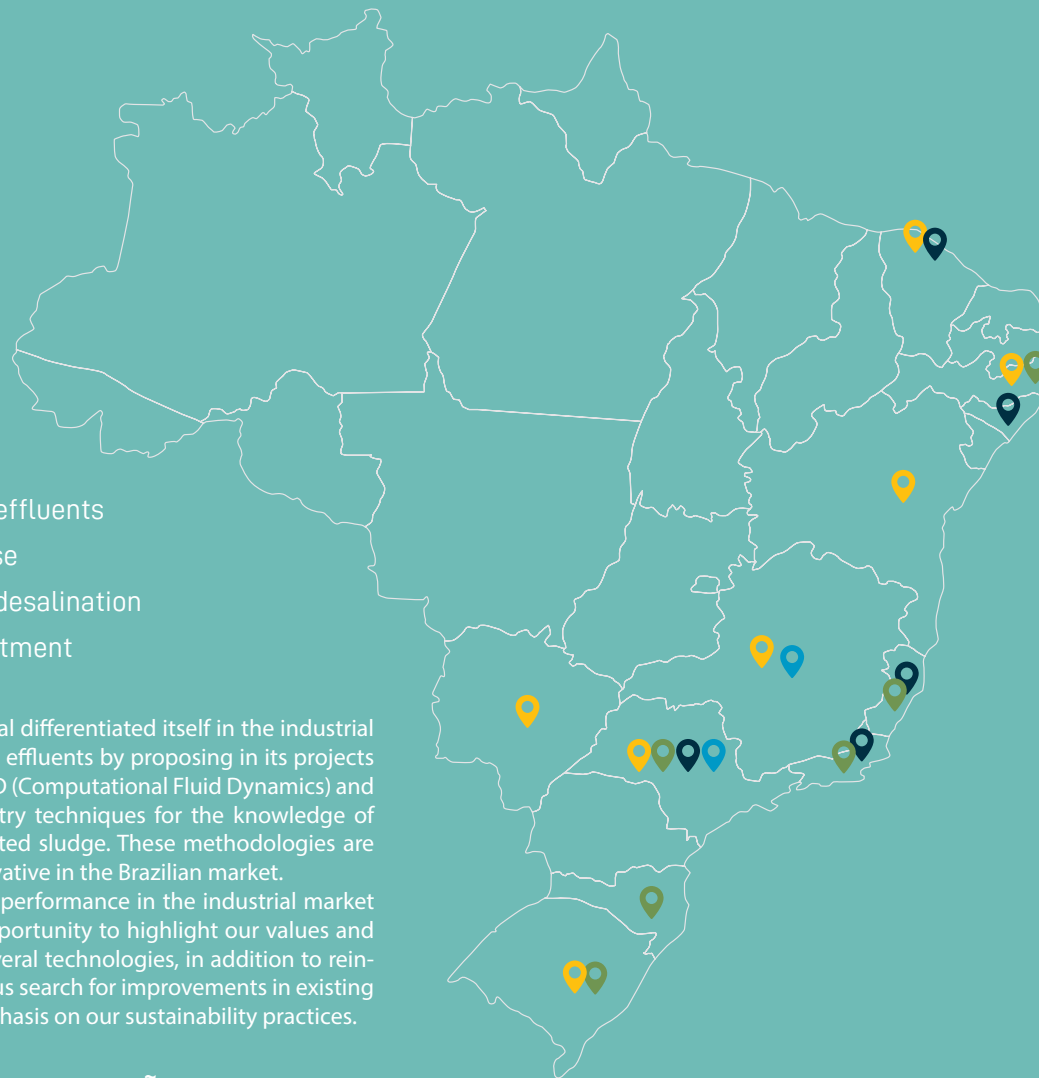 effluents
se
desalination
tment
al differentiated itself in the industrial
effluents by proposing in its projects
D (Computational Fluid Dynamics) and
try techniques for the knowledge of
ted sludge. These methodologies are
vative in the Brazilian market.
performance in the industrial market
pportunity to highlight our values and
veral technologies, in addition to rein-
us search for improvements in existing
phasis on our sustainability practices.